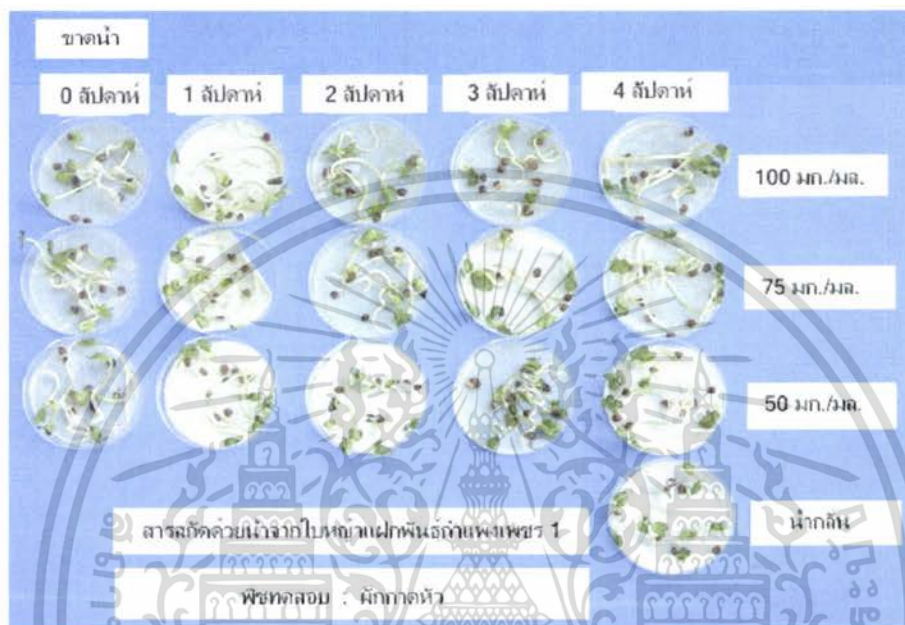 ขาดน้ำ
0 สัปดาห์ 1 สัปดาห์ 2 สัปดาห์ 3 สัปดาห์ 4 สัปดาห์
100 มก./มล.
75 มก./มล.
50 มก./มล.
น้ำกลั่น
สารสกัดด้วยน้ำจากใบหญ้าแฝกพันธุ์กำแพงเพชร 1
พืชทดสอบ : ผักกาดหัว